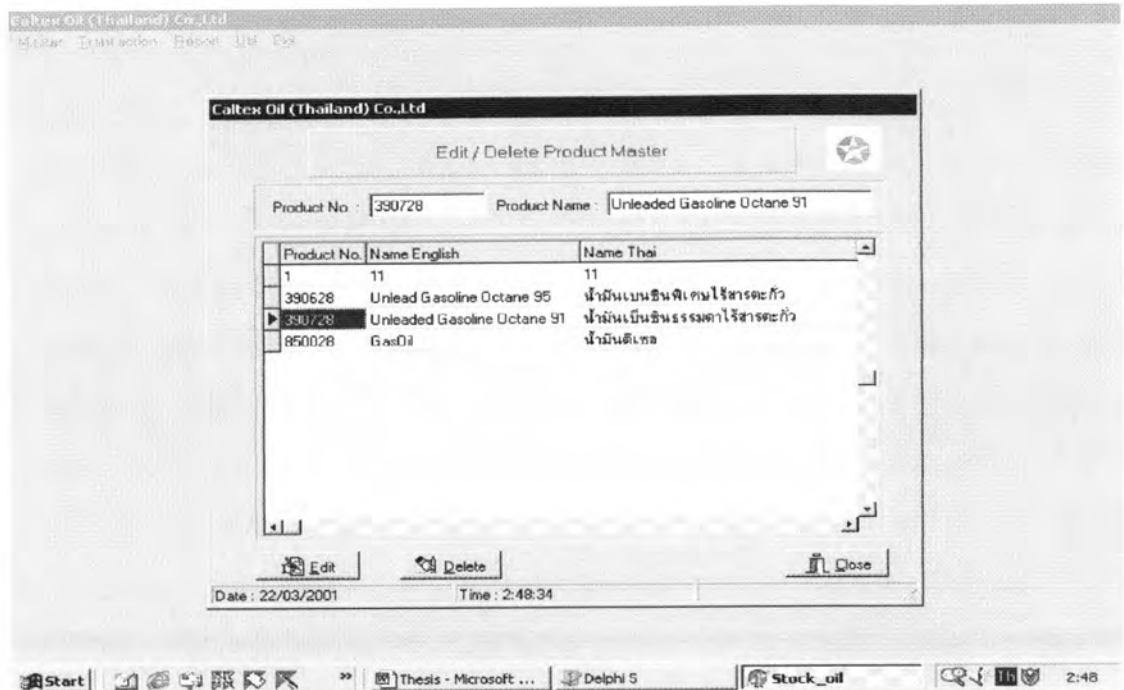 Caltex Oil (Thailand) Co.,Ltd
Master Transaction Report Util Exit
Caltex Oil (Thailand) Co.,Ltd
Edit / Delete Product Master
Product No. : 390728 Product Name : Unleaded Gasoline Octane 91
Product No. Name English Name Thai
1 11 11
390628 Unlead Gasoline Octane 95 น้ำมันเบนซินพิเศษไร้สารตะกั่ว
390728 Unleaded Gasoline Octane 91 น้ำมันเบ็นซินธรรมดาไร้สารตะกั่ว
850028 GasOil น้ำมันดีเซล
Edit Delete Close
Date : 22/03/2001 Time : 2:48:34
Start » Thesis - Microsoft ... Delphi 5 Stock_oil Th 2:48